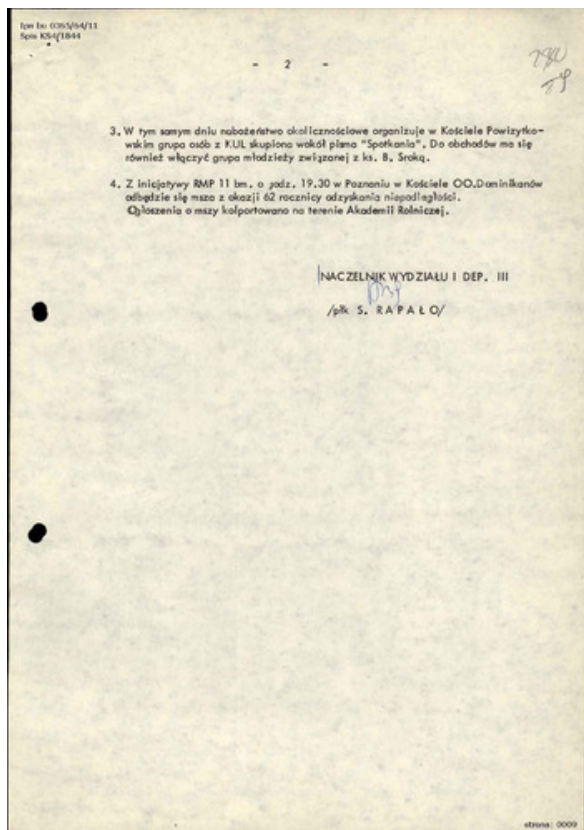 Ipn bu 0365/64/11
Spis KS4/1844
- 2 -
3. W tym samym dniu nabożeństwo okolicznościowe organizuje w Kościele Powizytkowskim
grupa osób z KUL skupiona wokół pisma "Spotkania". Do obchodów ma się
również włączyć grupa młodzieży związanej z ks. B. Sroką.
4. Z inicjatywy RMP 11 bm. o godz. 19.30 w Poznaniu w Kościele OO.Dominikanów
odbędzie się msza z okazji 62 rocznicy odzyskania niepodległości.
Ogłoszenia o mszy kolportowano na terenie Akademii Rolniczej.
NACZELNIK WYDZIAŁU I DEP. III
/płk S. RAPAŁO/
strona: 0009